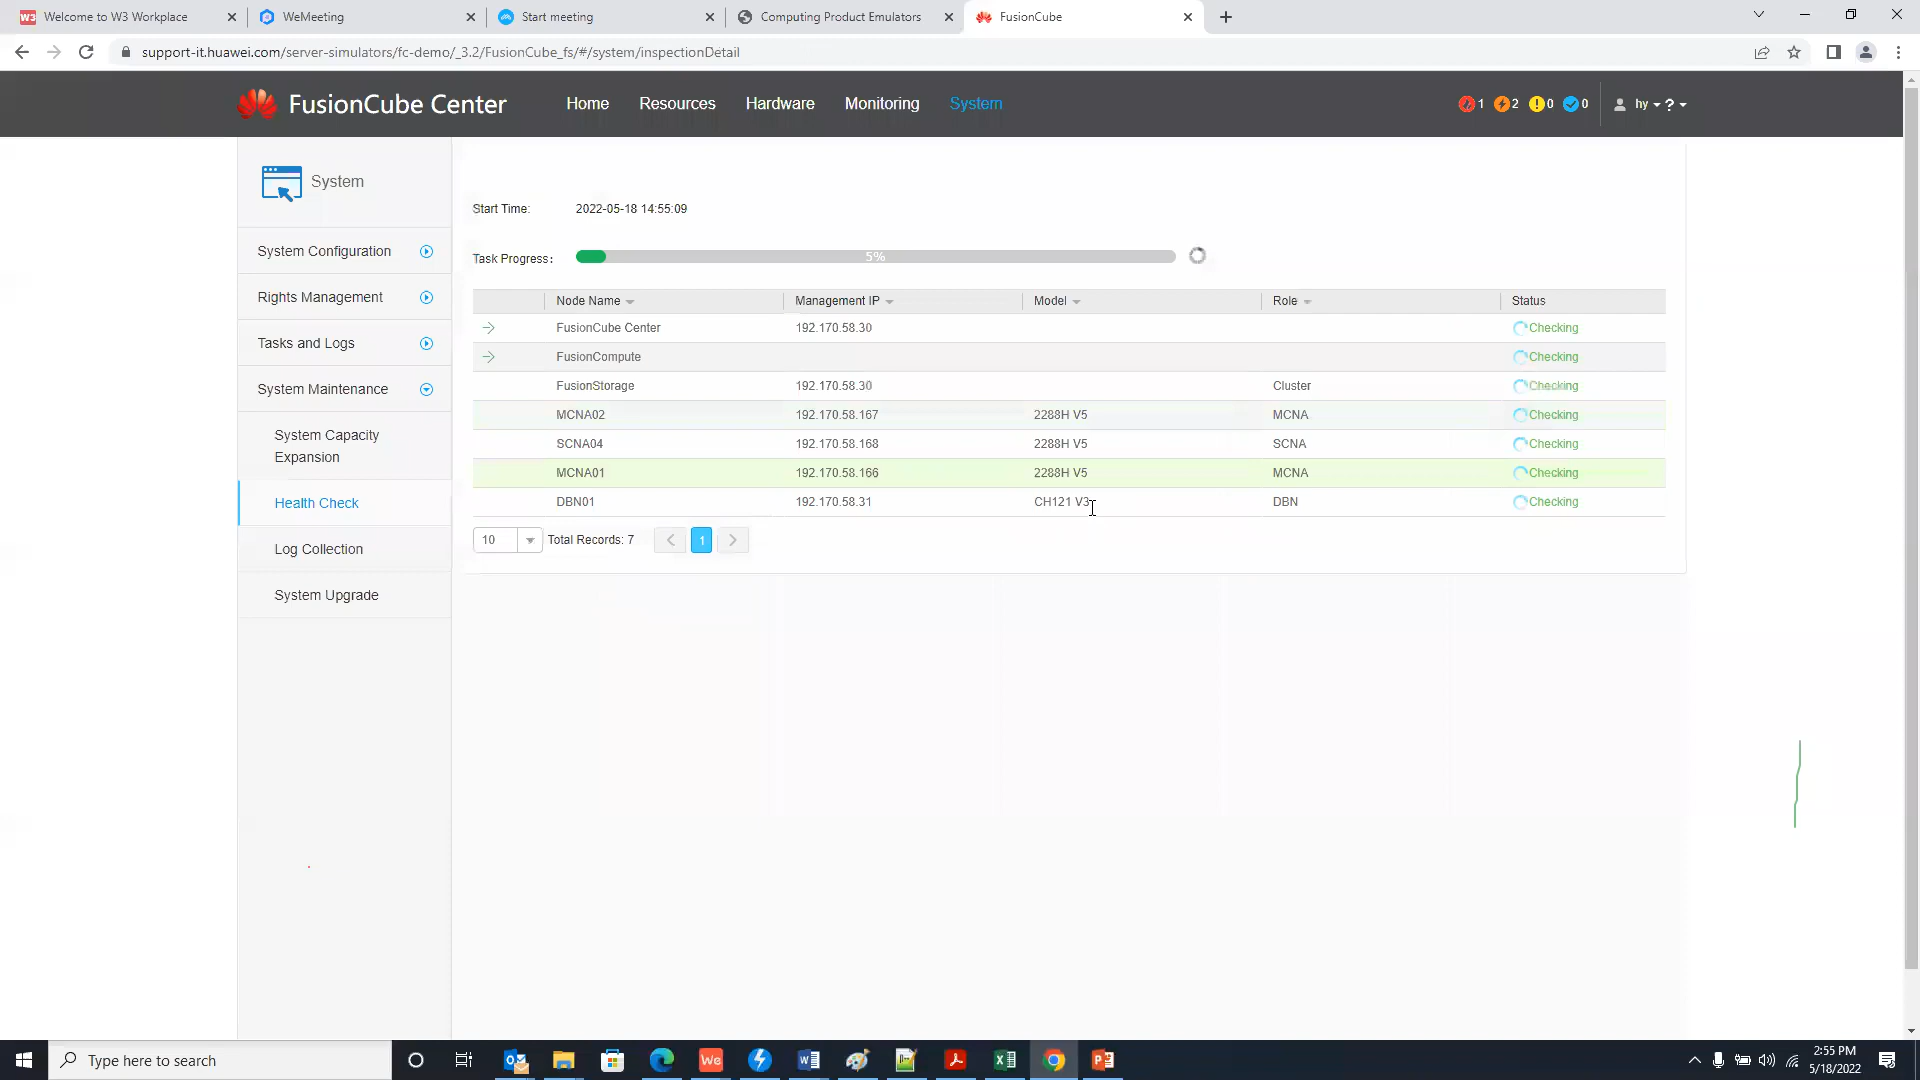 W3 Welcome to W3 Workplace
WeMeeting
Start meeting
Computing Product Emulators
FusionCube
support-it.huawei.com/server-simulators/fc-demo/_3.2/FusionCube_fs/#/system/inspectionDetail
FusionCube Center
Home Resources Hardware Monitoring System
1 2 0 0 hy ?
System
System Configuration
Rights Management
Tasks and Logs
System Maintenance
System Capacity
Expansion
Health Check
Log Collection
System Upgrade
Start Time: 2022-05-18 14:55:09
Task Progress: 5%
Node Name Management IP Model Role Status
FusionCube Center 192.170.58.30 Checking
FusionCompute Checking
FusionStorage 192.170.58.30 Cluster Checking
MCNA02 192.170.58.167 2288H V5 MCNA Checking
SCNA04 192.170.58.168 2288H V5 SCNA Checking
MCNA01 192.170.58.166 2288H V5 MCNA Checking
DBN01 192.170.58.31 CH121 V3 DBN Checking
10 Total Records: 7 1
Type here to search
We
2:55 PM
5/18/2022